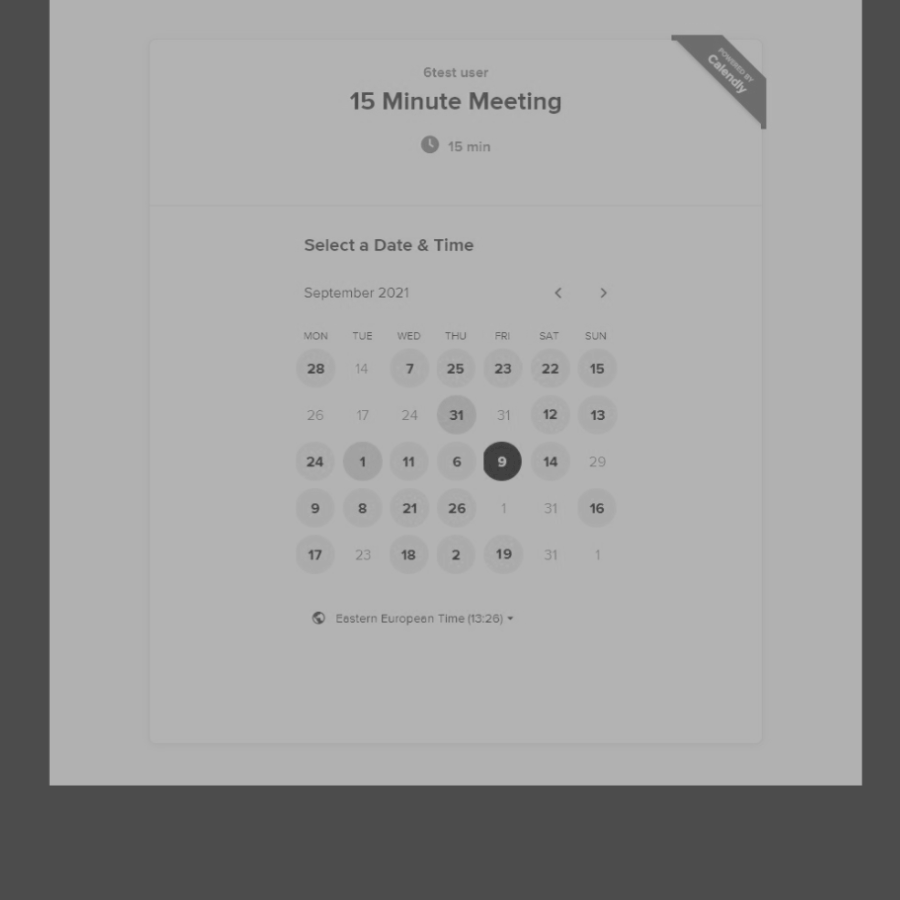 POWERED BY
Calendly
6test user
15 Minute Meeting
15 min
Select a Date & Time
September 2021
MON TUE WED THU FRI SAT SUN
28 14 7 25 23 22 15
26 17 24 31 31 12 13
24 1 11 6 9 14 29
9 8 21 26 1 31 16
17 23 18 2 19 31 1
Eastern European Time (13:26)